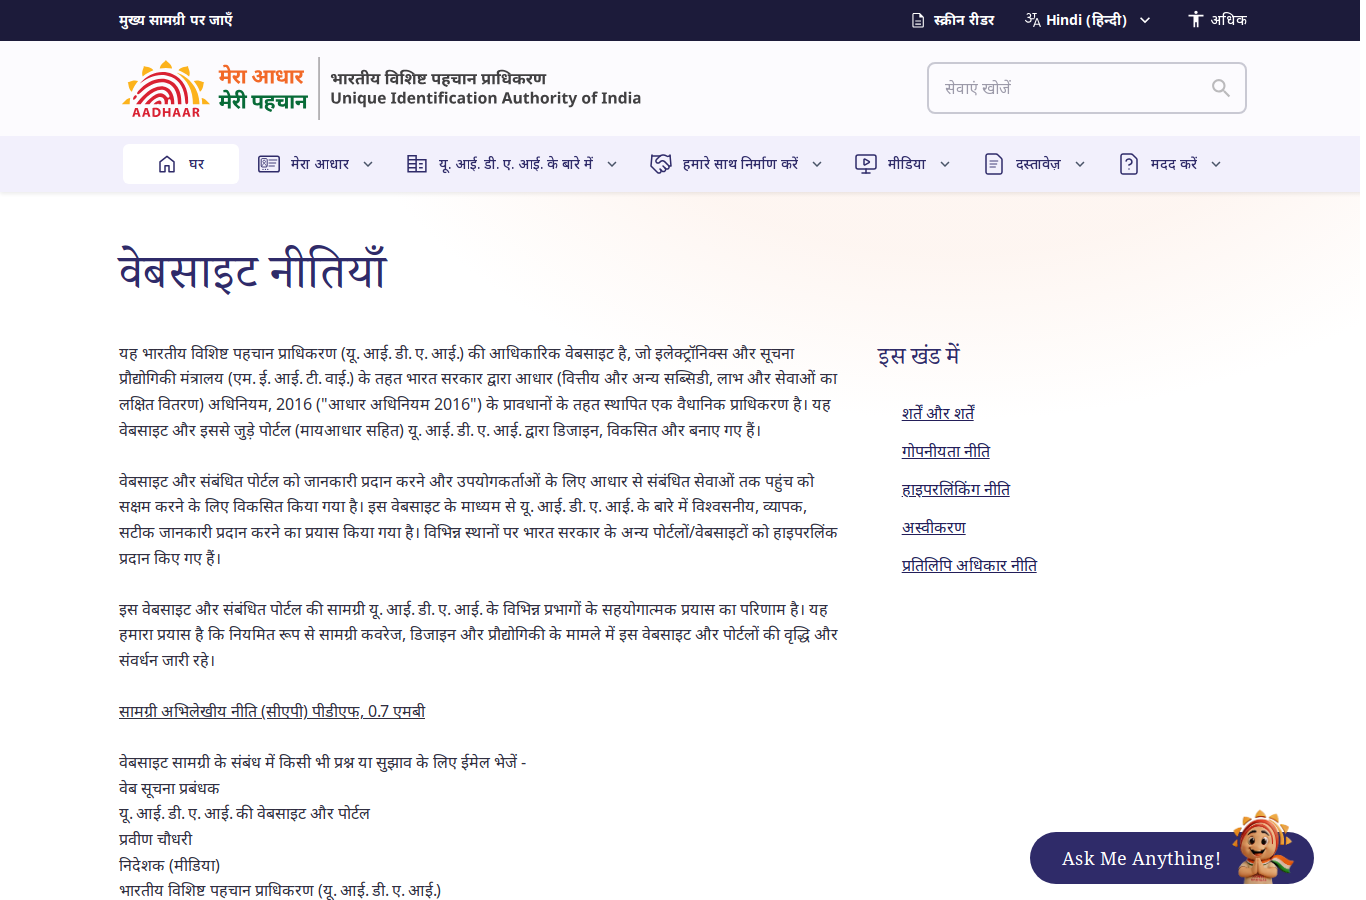 मुख्य सामग्री पर जाएँ
स्क्रीन रीडर
Hindi (हिन्दी)
अधिक
AADHAAR
मेरा आधार
मेरी पहचान
भारतीय विशिष्ट पहचान प्राधिकरण
Unique Identification Authority of India
सेवाएं खोजें
घर
मेरा आधार
यू. आई. डी. ए. आई. के बारे में
हमारे साथ निर्माण करें
मीडिया
दस्तावेज़
मदद करें
वेबसाइट नीतियाँ
यह भारतीय विशिष्ट पहचान प्राधिकरण (यू. आई. डी. ए. आई.) की आधिकारिक वेबसाइट है, जो इलेक्ट्रॉनिक्स और सूचना
प्रौद्योगिकी मंत्रालय (एम. ई. आई. टी. वाई.) के तहत भारत सरकार द्वारा आधार (वित्तीय और अन्य सब्सिडी, लाभ और सेवाओं का
लक्षित वितरण) अधिनियम, 2016 ("आधार अधिनियम 2016") के प्रावधानों के तहत स्थापित एक वैधानिक प्राधिकरण है। यह
वेबसाइट और इससे जुड़े पोर्टल (मायआधार सहित) यू. आई. डी. ए. आई. द्वारा डिजाइन, विकसित और बनाए गए हैं।
वेबसाइट और संबंधित पोर्टल को जानकारी प्रदान करने और उपयोगकर्ताओं के लिए आधार से संबंधित सेवाओं तक पहुंच को
सक्षम करने के लिए विकसित किया गया है। इस वेबसाइट के माध्यम से यू. आई. डी. ए. आई. के बारे में विश्वसनीय, व्यापक,
सटीक जानकारी प्रदान करने का प्रयास किया गया है। विभिन्न स्थानों पर भारत सरकार के अन्य पोर्टलों/वेबसाइटों को हाइपरलिंक
प्रदान किए गए हैं।
इस वेबसाइट और संबंधित पोर्टल की सामग्री यू. आई. डी. ए. आई. के विभिन्न प्रभागों के सहयोगात्मक प्रयास का परिणाम है। यह
हमारा प्रयास है कि नियमित रूप से सामग्री कवरेज, डिजाइन और प्रौद्योगिकी के मामले में इस वेबसाइट और पोर्टलों की वृद्धि और
संवर्धन जारी रहे।
सामग्री अभिलेखीय नीति (सीएपी) पीडीएफ, 0.7 एमबी
वेबसाइट सामग्री के संबंध में किसी भी प्रश्न या सुझाव के लिए ईमेल भेजें -
वेब सूचना प्रबंधक
यू. आई. डी. ए. आई. की वेबसाइट और पोर्टल
प्रवीण चौधरी
निदेशक (मीडिया)
भारतीय विशिष्ट पहचान प्राधिकरण (यू. आई. डी. ए. आई.)
इस खंड में
शर्तें और शर्तें
गोपनीयता नीति
हाइपरलिंकिंग नीति
अस्वीकरण
प्रतिलिपि अधिकार नीति
Ask Me Anything!